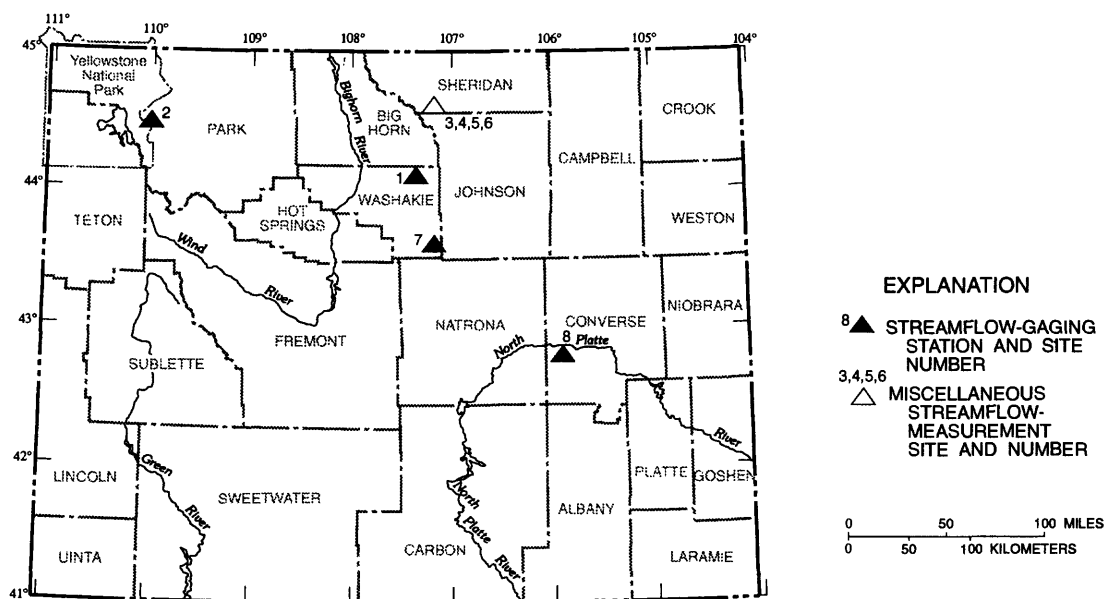 111°
110°
108
107
106
105
104
45°
Yellowstone
National
Park
2
PARK
Bighorn
River
BIG
HORN
SHERIDAN
3,4,5,6
CROOK
CAMPBELL
44°
1
WASHAKIE
JOHNSON
TETON
HOT
SPRINGS
WESTON
7
Wind
River
43°
FREMONT
NATRONA
CONVERSE
NIOBRARA
SUBLETTE
North
8
Platte
River
42°
LINCOLN
Green
River
SWEETWATER
North
Platte
River
PLATTE
GOSHEN
ALBANY
UINTA
CARBON
LARAMIE
41°
EXPLANATION
8 STREAMFLOW-GAGING
STATION AND SITE
NUMBER
3,4,5,6
MISCELLANEOUS
STREAMFLOW-
MEASUREMENT
SITE AND NUMBER
0 50 100 MILES
0 50 100 KILOMETERS